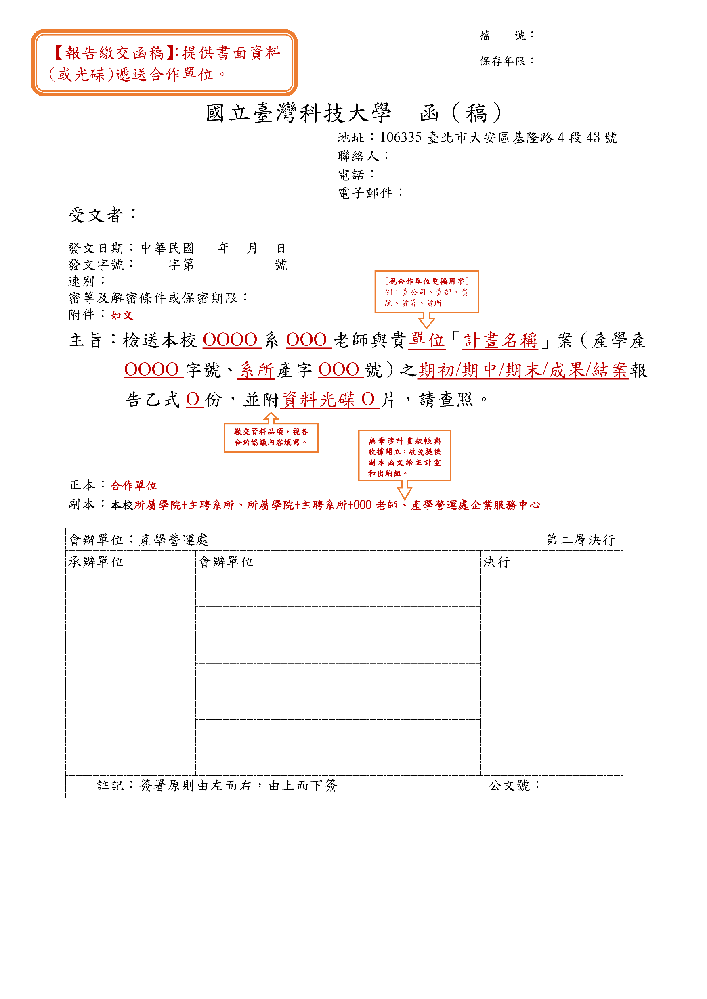 【報告繳交函稿】：提供書面資料
(或光碟)遞送合作單位。
檔　　號：
保存年限：
國立臺灣科技大學　函（稿）
地址：106335 臺北市大安區基隆路 4 段 43 號
聯絡人：
電話：
電子郵件：
受文者：
發文日期：中華民國　年　月　日
發文字號：　　字第　　　　　　號
速別：
密等及解密條件或保密期限：
附件：如文
[視合作單位更換用字]
例：貴公司、貴部、貴
院、貴署、貴所
主旨：檢送本校 OOOO 系 OOO 老師與貴單位「計畫名稱」案（產學產
OOOO 字號、系所產字 OOO 號）之期初/期中/期末/成果/結案報
告乙式 O 份，並附資料光碟 O 片，請查照。
繳交資料品項，視各
合約協議內容填寫。
無牽涉計畫款帳與
收據開立，故免提供
副本函文給主計室
和出納組。
正本：合作單位
副本：本校所屬學院+主聘系所、所屬學院+主聘系所+000 老師、產學營運處企業服務中心
會辦單位：產學營運處　第二層決行
承辦單位　會辦單位　決行
註記：簽署原則由左而右，由上而下簽　公文號：